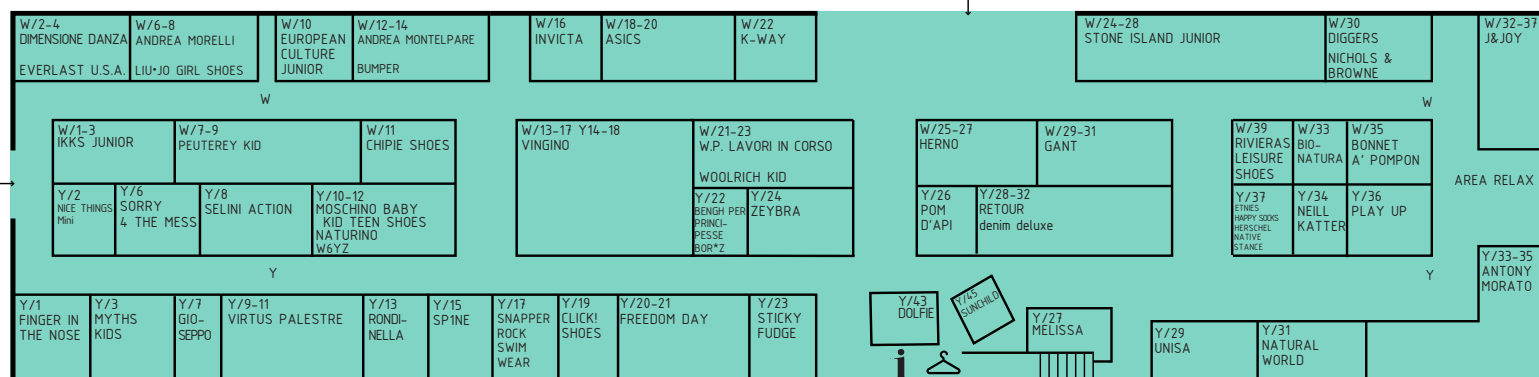 W/2-4
DIMENSIONE DANZA
EVERLAST U.S.A.
W/6-8
ANDREA MORELLI
LIU•JO GIRL SHOES
W/10
EUROPEAN
CULTURE
JUNIOR
W/12-14
ANDREA MONTELPARE
BUMPER
W/16
INVICTA
W/18-20
ASICS
W/22
K-WAY
W/24-28
STONE ISLAND JUNIOR
W/30
DIGGERS
NICHOLS &
BROWNE
W/32-37
J&JOY
W
W
W/1-3
IKKS JUNIOR
W/7-9
PEUTEREY KID
W/11
CHIPIE SHOES
W/13-17 Y14-18
VINGINO
W/21-23
W.P. LAVORI IN CORSO
WOOLRICH KID
W/25-27
HERNO
W/29-31
GANT
W/39
RIVIERAS
LEISURE
SHOES
W/33
BIO-
NATURA
W/35
BONNET
A' POMPON
AREA RELAX
Y/2
NICE THINGS
Mini
Y/6
SORRY
4 THE MESS
Y/8
SELINI ACTION
Y/10-12
MOSCHINO BABY
KID TEEN SHOES
NATURINO
W6YZ
Y/22
BENGH PER
PRINCI-
PESSE
BOR*Z
Y/24
ZEYBRA
Y/26
POM
D'API
Y/28-32
RETOUR
denim deluxe
Y/37
ETNIES
HAPPY SOCKS
HERSCHEL
NATIVE
STANCE
Y/34
NEILL
KATTER
Y/36
PLAY UP
Y
Y
Y/33-35
ANTONY
MORATO
Y/1
FINGER IN
THE NOSE
Y/3
MYTHS
KIDS
Y/7
GIO-
SEPPO
Y/9-11
VIRTUS PALESTRE
Y/13
RONDI-
NELLA
Y/15
SP1NE
Y/17
SNAPPER
ROCK
SWIM
WEAR
Y/19
CLICK!
SHOES
Y/20-21
FREEDOM DAY
Y/23
STICKY
FUDGE
Y/43
DOLFIE
Y/45
SUNCHILD
Y/27
MELISSA
Y/29
UNISA
Y/31
NATURAL
WORLD
i